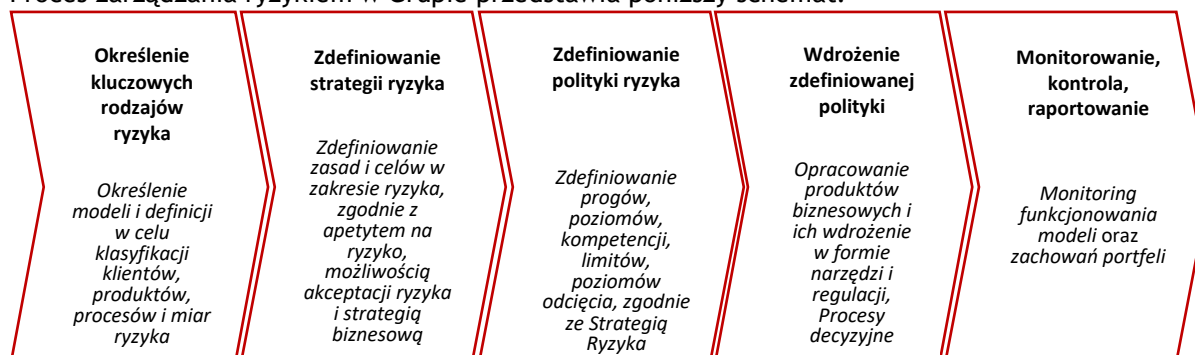 Proces zarządzania ryzykiem w Grupie przedstawia poniższy schemat:
Określenie
kluczowych
rodzajów
ryzyka
Określenie
modeli i definicji
w celu
klasyfikacji
klientów,
produktów,
procesów i miar
ryzyka
Zdefiniowanie
strategii ryzyka
Zdefiniowanie
zasad i celów w
zakresie ryzyka,
zgodnie z
apetytem na
ryzyko,
możliwością
akceptacji ryzyka
i strategią
biznesową
Zdefiniowanie
polityki ryzyka
Zdefiniowanie
progów,
poziomów,
kompetencji,
limitów,
poziomów
odcięcia, zgodnie
ze Strategią
Ryzyka
Wdrożenie
zdefiniowanej
polityki
Opracowanie
produktów
biznesowych i
ich wdrożenie
w formie
narzędzi i
regulacji,
Procesy
decyzyjne
Monitorowanie,
kontrola,
raportowanie
Monitoring
funkcjonowania
modeli oraz
zachowań portfeli